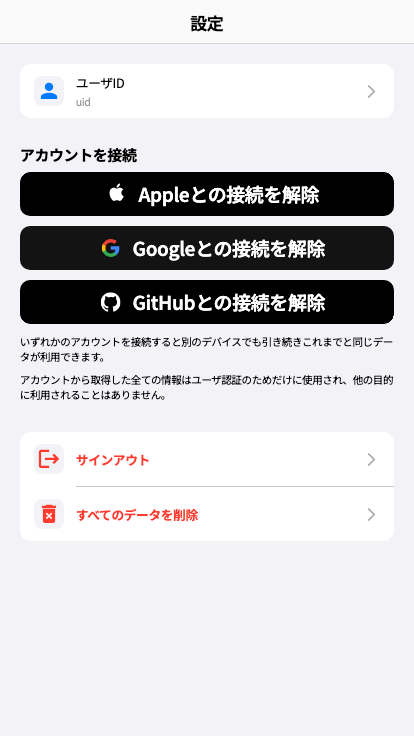 設定
ユーザID
uid
アカウントを接続
Appleとの接続を解除
Googleとの接続を解除
GitHubとの接続を解除
いずれかのアカウントを接続すると別のデバイスでも引き続きこれまでと同じデー
タが利用できます。
アカウントから取得した全ての情報はユーザ認証のためだけに使用され、他の目的
に利用されることはありません。
サインアウト
すべてのデータを削除